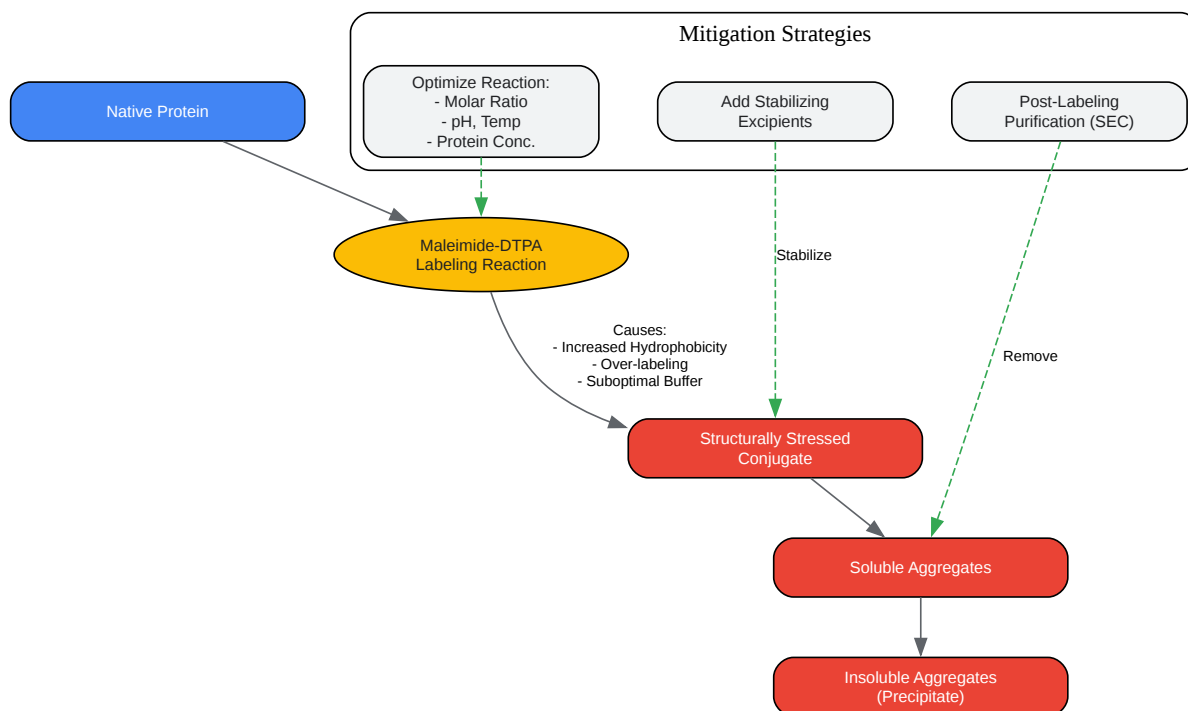 Mitigation Strategies
Native Protein
Optimize Reaction:
- Molar Ratio
- pH, Temp
- Protein Conc.
Add Stabilizing
Excipients
Post-Labeling
Purification (SEC)
Maleimide-DTPA
Labeling Reaction
Stabilize
Causes:
- Increased Hydrophobicity
- Over-labeling
- Suboptimal Buffer
Remove
Structurally Stressed
Conjugate
Soluble Aggregates
Insoluble Aggregates
(Precipitate)